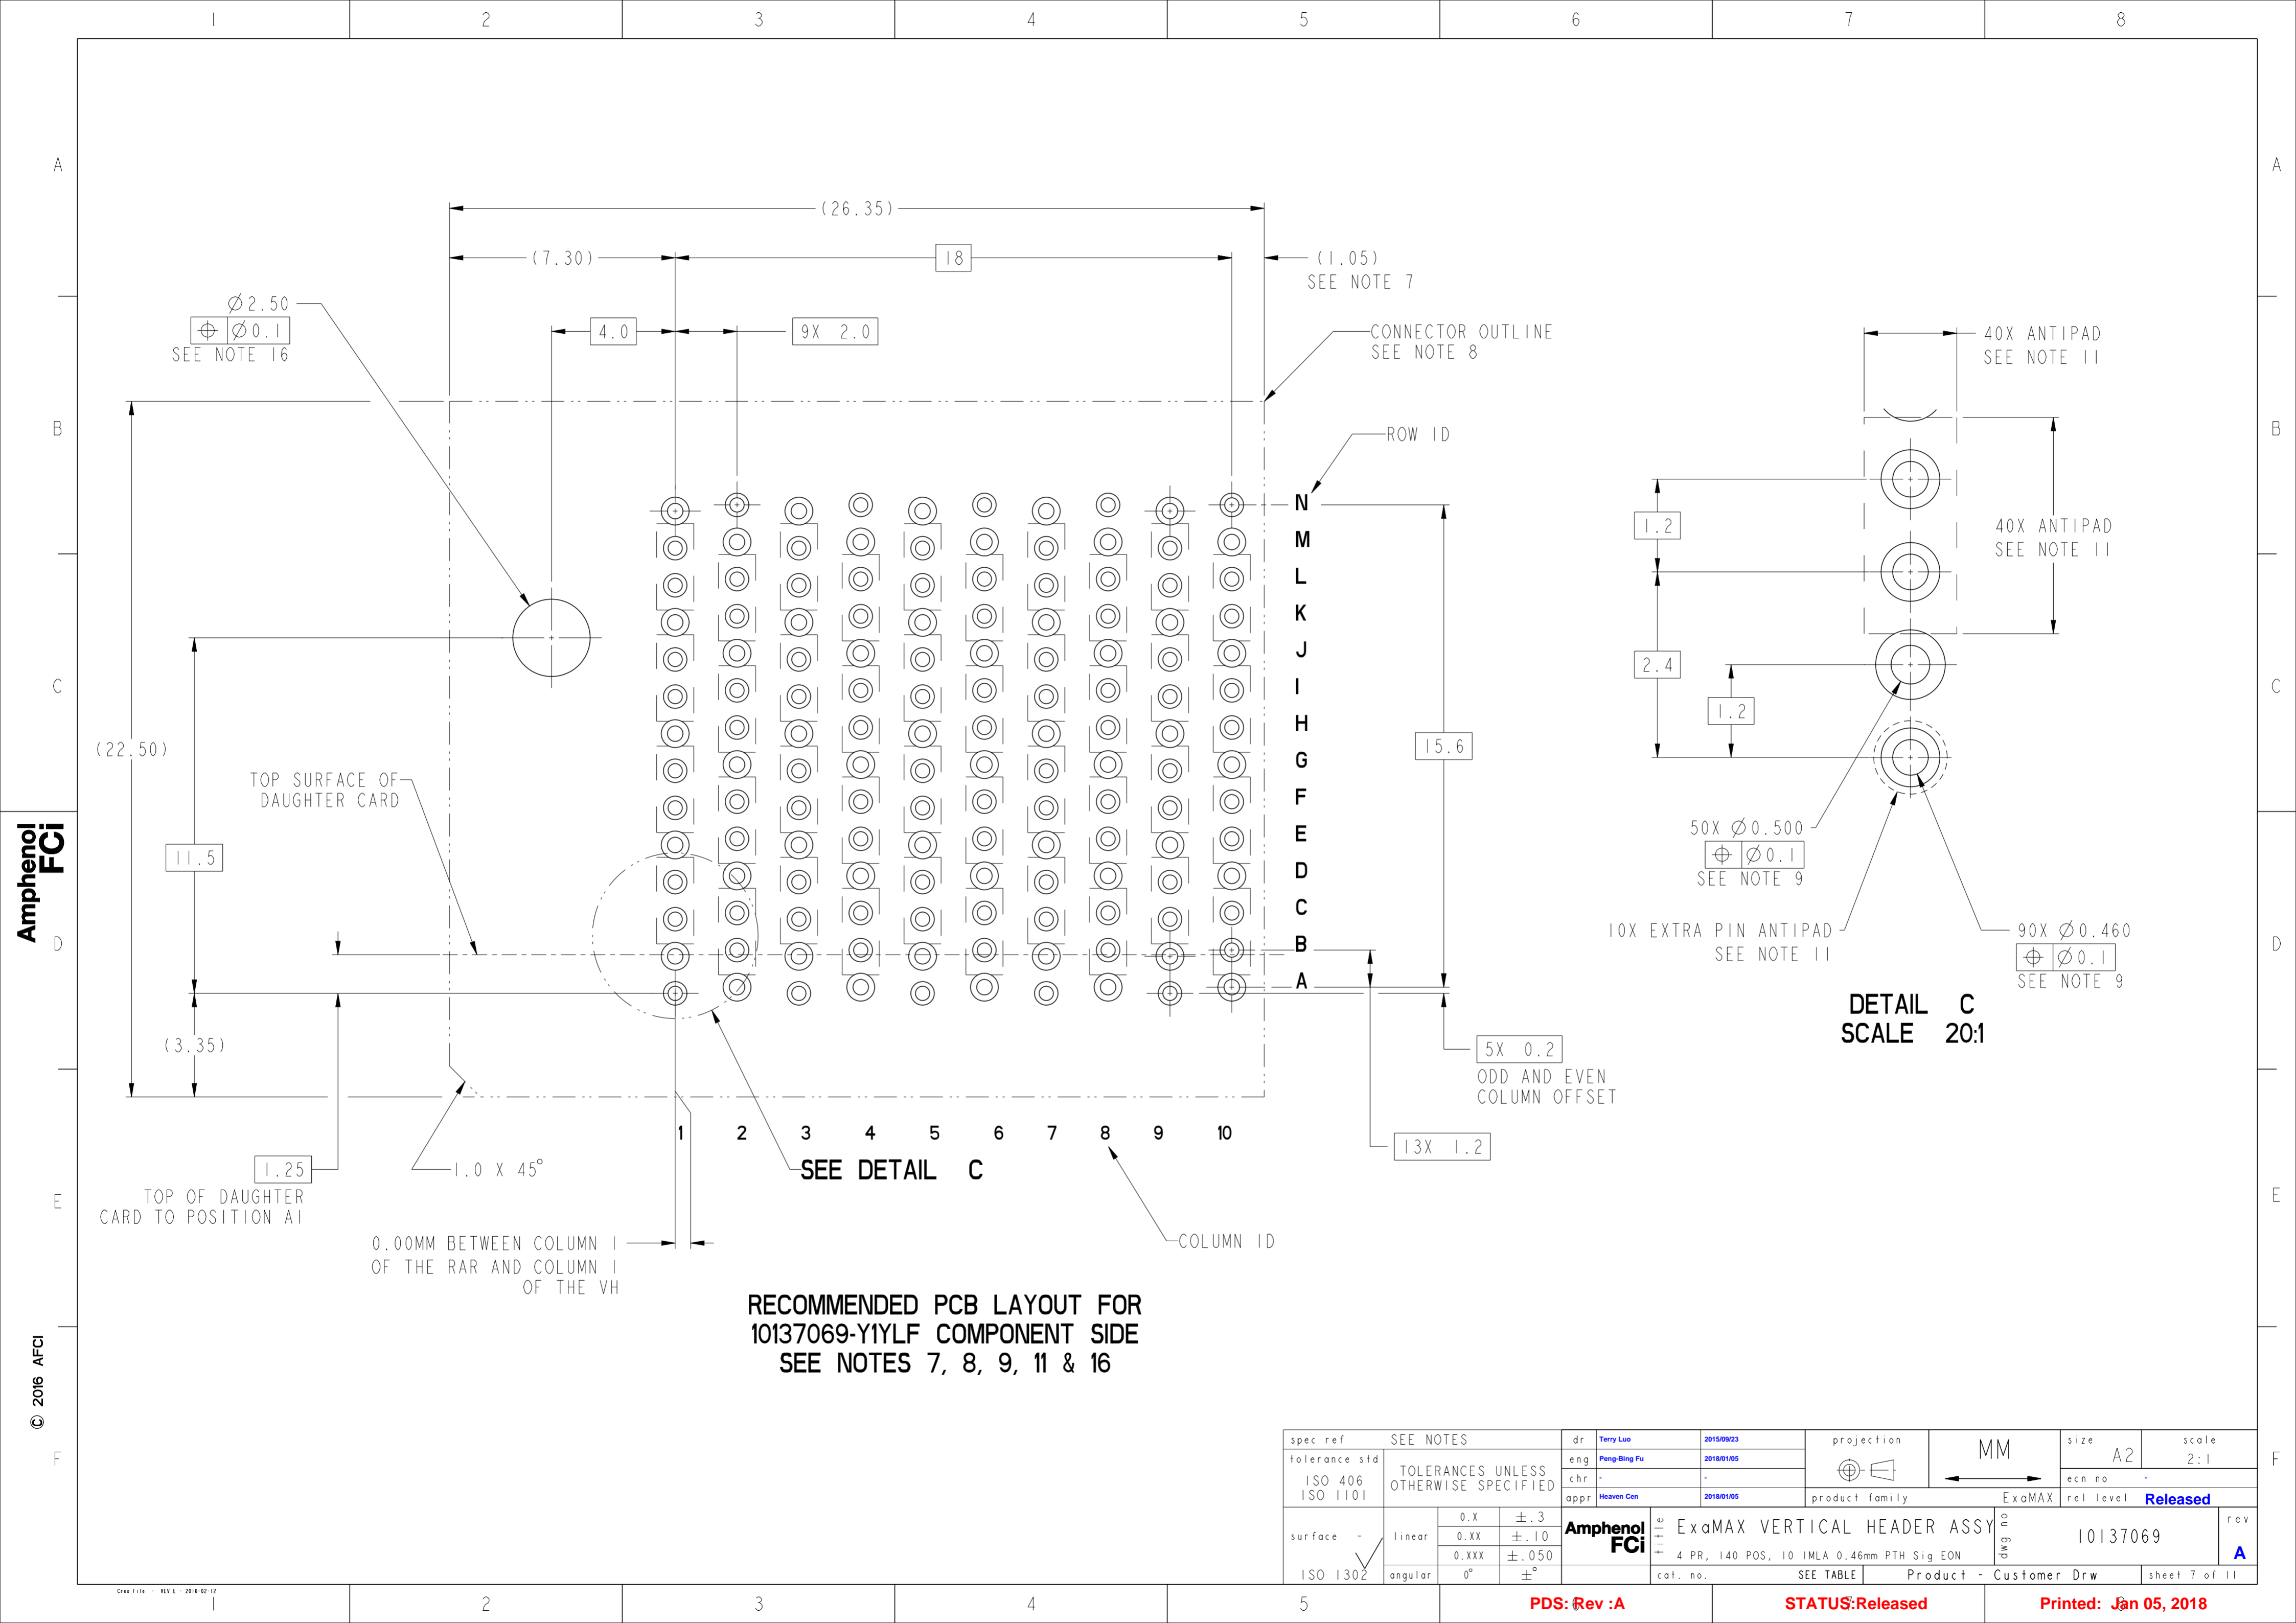 1 2 3 4 5 6 7 8
A
B
C
D
E
F
A
B
C
D
E
F
(26.35)
(7.30)
18
(1.05)
SEE NOTE 7
Ø2.50
Ø0.1
SEE NOTE 16
4.0
9X 2.0
CONNECTOR OUTLINE
SEE NOTE 8
ROW ID
N
M
L
K
J
I
H
G
F
E
D
C
B
A
(22.50)
TOP SURFACE OF
DAUGHTER CARD
11.5
(3.35)
15.6
5X 0.2
ODD AND EVEN
COLUMN OFFSET
13X 1.2
1.25
TOP OF DAUGHTER
CARD TO POSITION A1
1.0 X 45°
1 2 3 4 5 6 7 8 9 10
SEE DETAIL C
COLUMN ID
0.00MM BETWEEN COLUMN 1
OF THE RAR AND COLUMN 1
OF THE VH
RECOMMENDED PCB LAYOUT FOR
10137069-Y1YLF COMPONENT SIDE
SEE NOTES 7, 8, 9, 11 & 16
40X ANTIPAD
SEE NOTE 11
40X ANTIPAD
SEE NOTE 11
1.2
2.4
1.2
50X Ø0.500
Ø0.1
SEE NOTE 9
10X EXTRA PIN ANTIPAD
SEE NOTE 11
90X Ø0.460
Ø0.1
SEE NOTE 9
DETAIL C
SCALE 20:1
Amphenol
FCi
© 2016 AFCI
spec ref SEE NOTES
tolerance std
ISO 406
ISO 1101
TOLERANCES UNLESS
OTHERWISE SPECIFIED
surface -
ISO 1302
linear
0.X ±.3
0.XX ±.10
0.XXX ±.050
angular 0° ±°
dr Terry Luo 2015/09/23
eng Peng-Bing Fu 2018/01/05
chr - -
appr Heaven Cen 2018/01/05
projection
MM
size A2
scale 2:1
ecn no -
product family ExaMAX
rel level Released
Amphenol
FCi
title ExaMAX VERTICAL HEADER ASSY
4 PR, 140 POS, 10 IMLA 0.46mm PTH Sig EON
dwg no 10137069
rev A
cat. no. SEE TABLE
Product - Customer Drw
sheet 7 of 11
Creo File - REV E - 2016-02-12
1 2 3 4 5 6 7 8
PDS: Rev :A
STATUS:Released
Printed: Jan 05, 2018